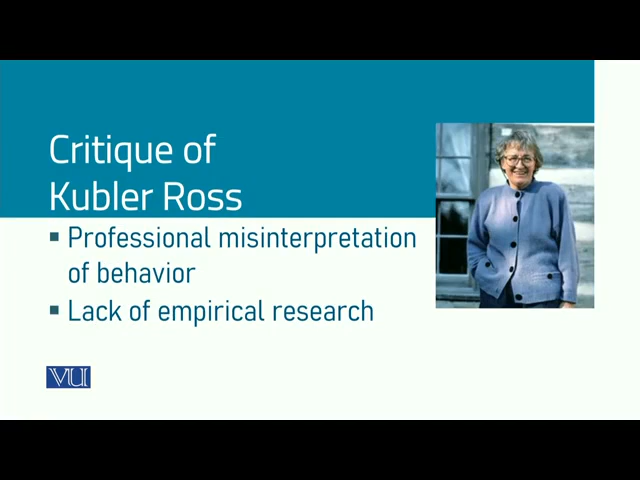 Critique of
Kubler Ross
▪ Professional misinterpretation
of behavior
▪ Lack of empirical research
VU